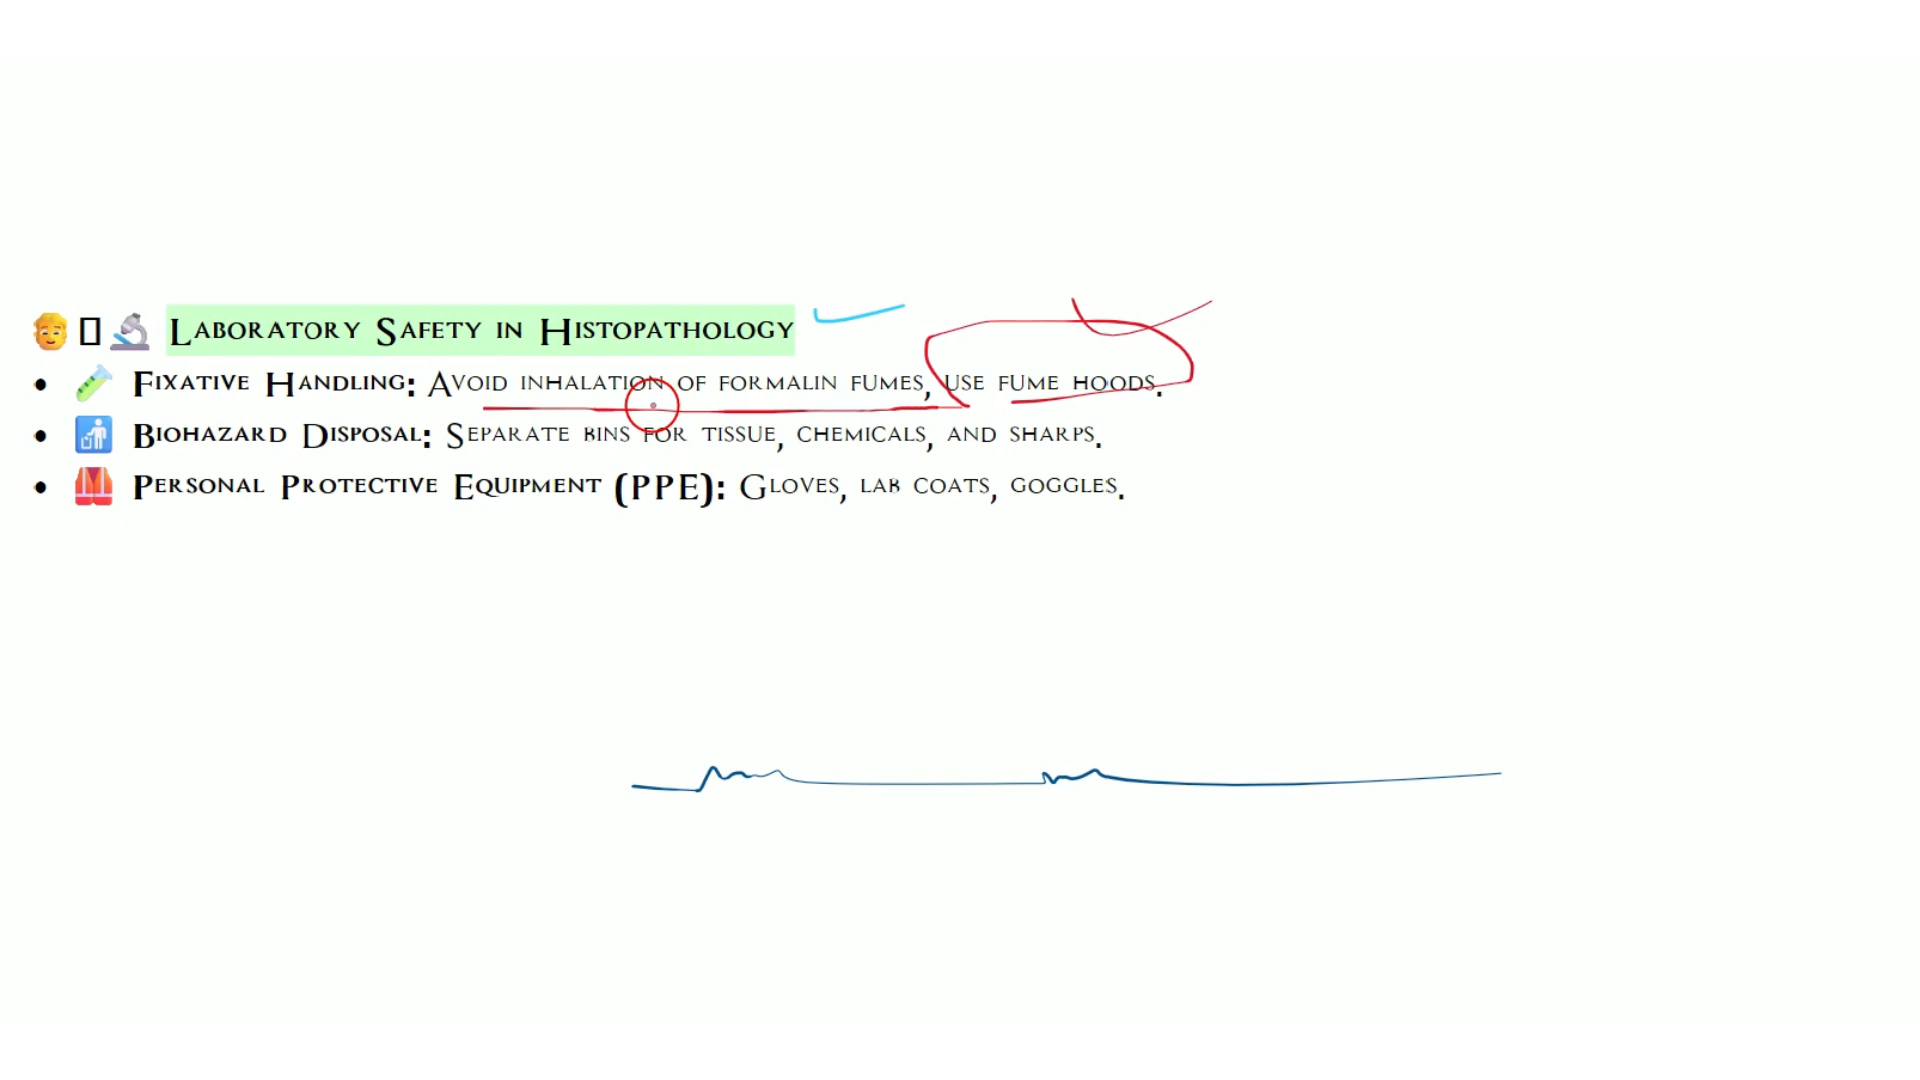 Laboratory Safety in Histopathology
• Fixative Handling: Avoid inhalation of formalin fumes, use fume hoods.
• Biohazard Disposal: Separate bins for tissue, chemicals, and sharps.
• Personal Protective Equipment (PPE): Gloves, lab coats, goggles.